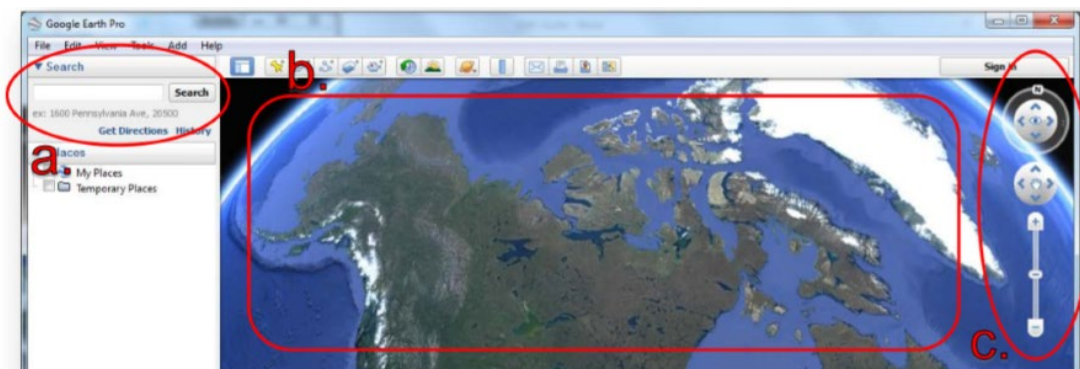 Google Earth Pro
File Edit View Tools Add Help
Search
b.
Sign in
Search
ex: 1600 Pennsylvania Ave, 20500
Get Directions History
a.
Places
My Places
Temporary Places
N
c.